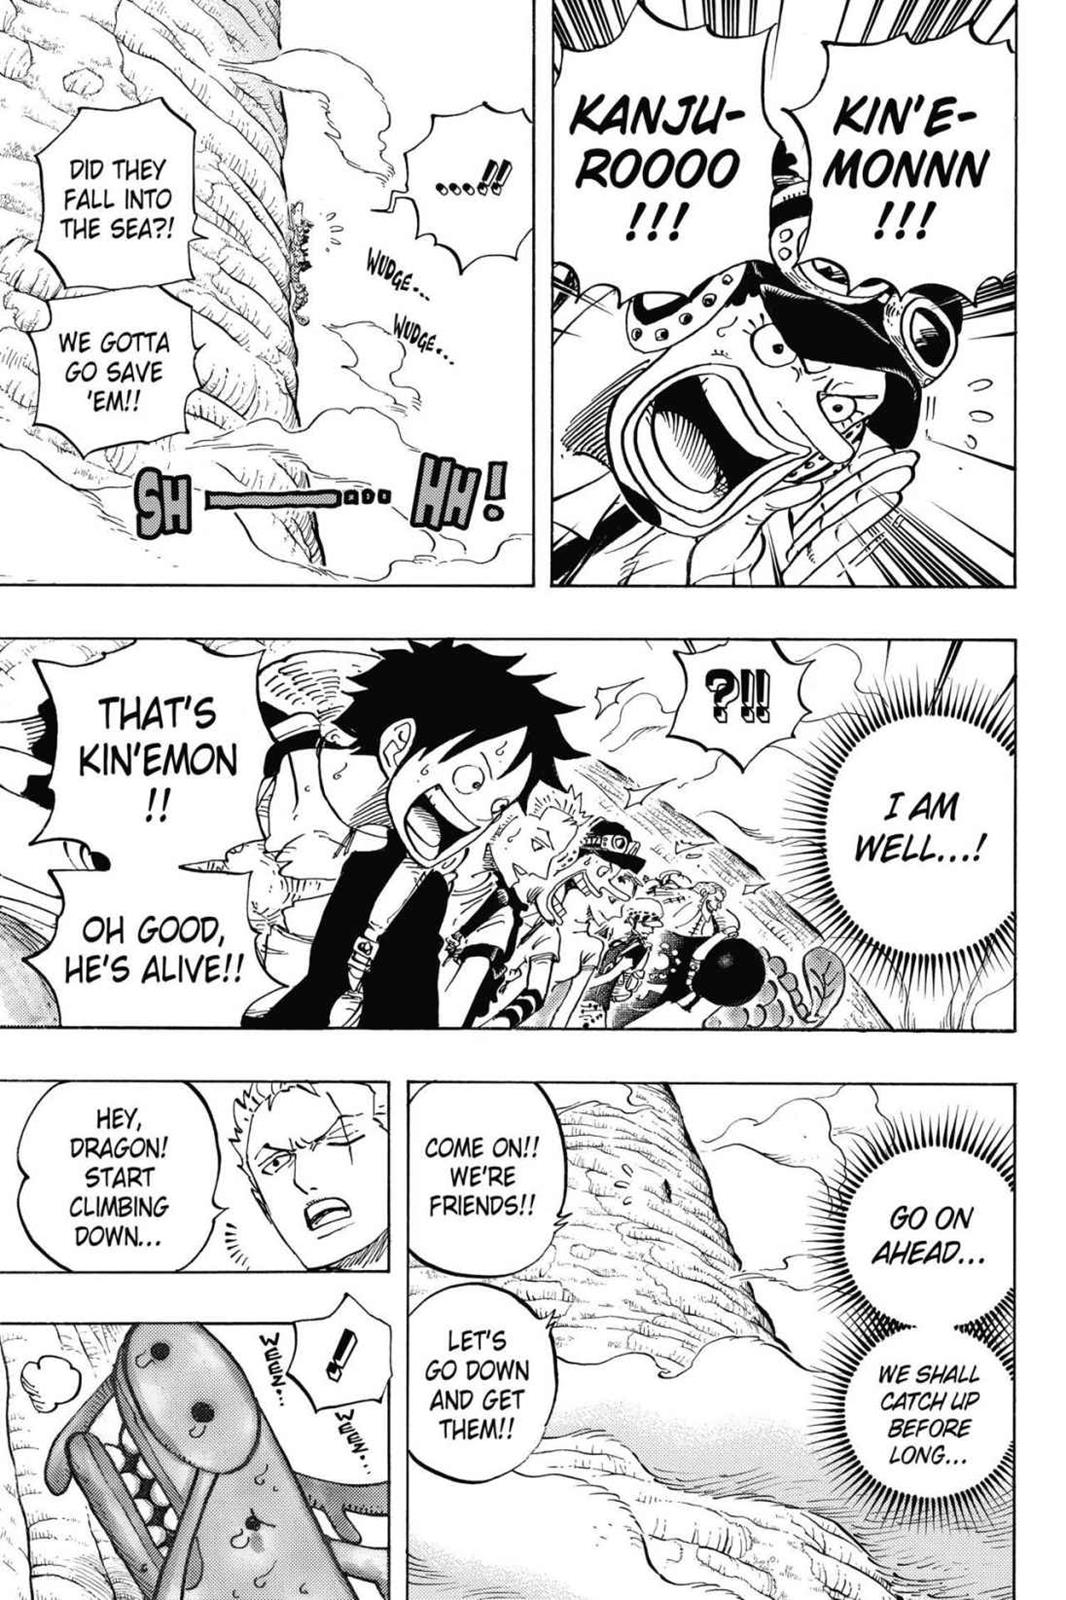 KIN'E-
MONNN
!!!
KANJU-
ROOOO
!!!
....!!
DID THEY
FALL INTO
THE SEA?!
WE GOTTA
GO SAVE
'EM!!
WUDGE...
WUDGE...
SH
HH!
I AM
WELL...!
?!!
THAT'S
KIN'EMON
!!
OH GOOD,
HE'S ALIVE!!
GO ON
AHEAD...
WE SHALL
CATCH UP
BEFORE
LONG...
COME ON!!
WE'RE
FRIENDS!!
LET'S
GO DOWN
AND GET
THEM!!
HEY,
DRAGON!
START
CLIMBING
DOWN...
!